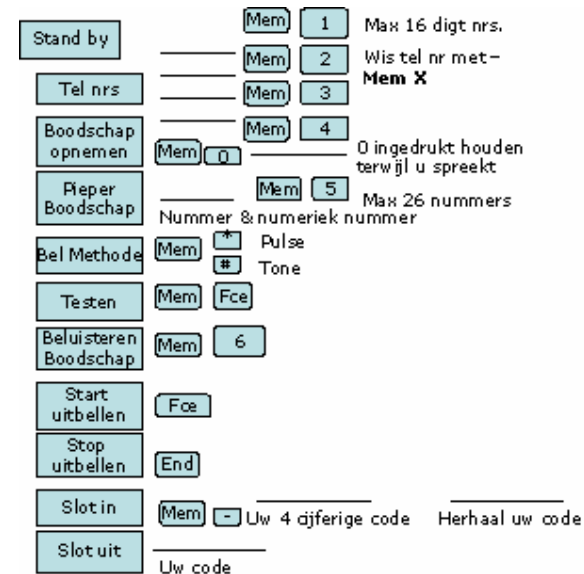 Stand by
Mem 1 Max 16 digt nrs.
Mem 2 Wis tel nr met-
Mem X
Tel nrs
Mem 3
Mem 4
Boodschap
opnemen
Mem 0
0 ingedrukt houden
terwijl u spreekt
Pieper
Boodschap
Mem 5 Max 26 nummers
Nummer & numeriek nummer
Bel Methode
Mem * Pulse
# Tone
Testen
Mem Fce
Beluisteren
Boodschap
Mem 6
Start
uitbellen
Fce
Stop
uitbellen
End
Slot in
Mem - Uw 4 cijferige code Herhaal uw code
Slot uit
Uw code